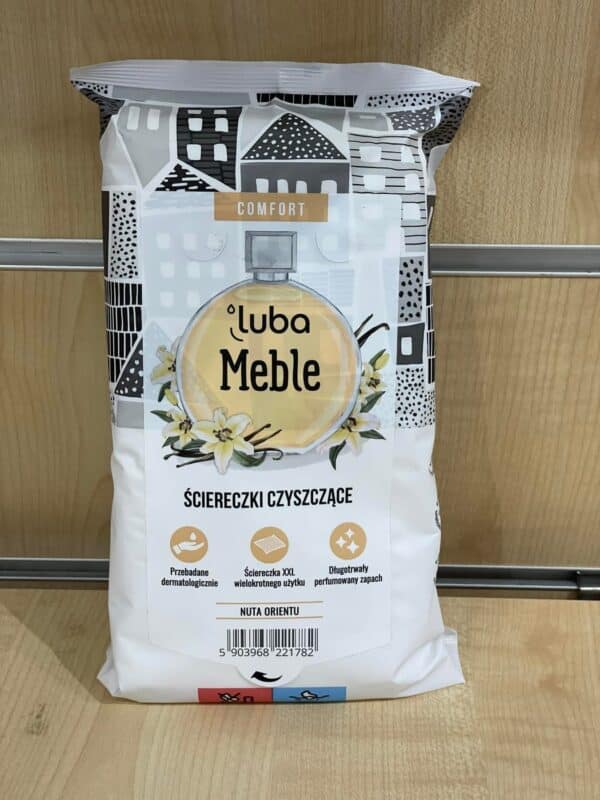 COMFORT
luba
Meble
ŚCIERECZKI CZYSZCZĄCE
Przebadane
dermatologicznie
Ściereczka XXL
wielokrotnego użytku
Długotrwały
perfumowany zapach
NUTA ORIENTU
5 903968 221782